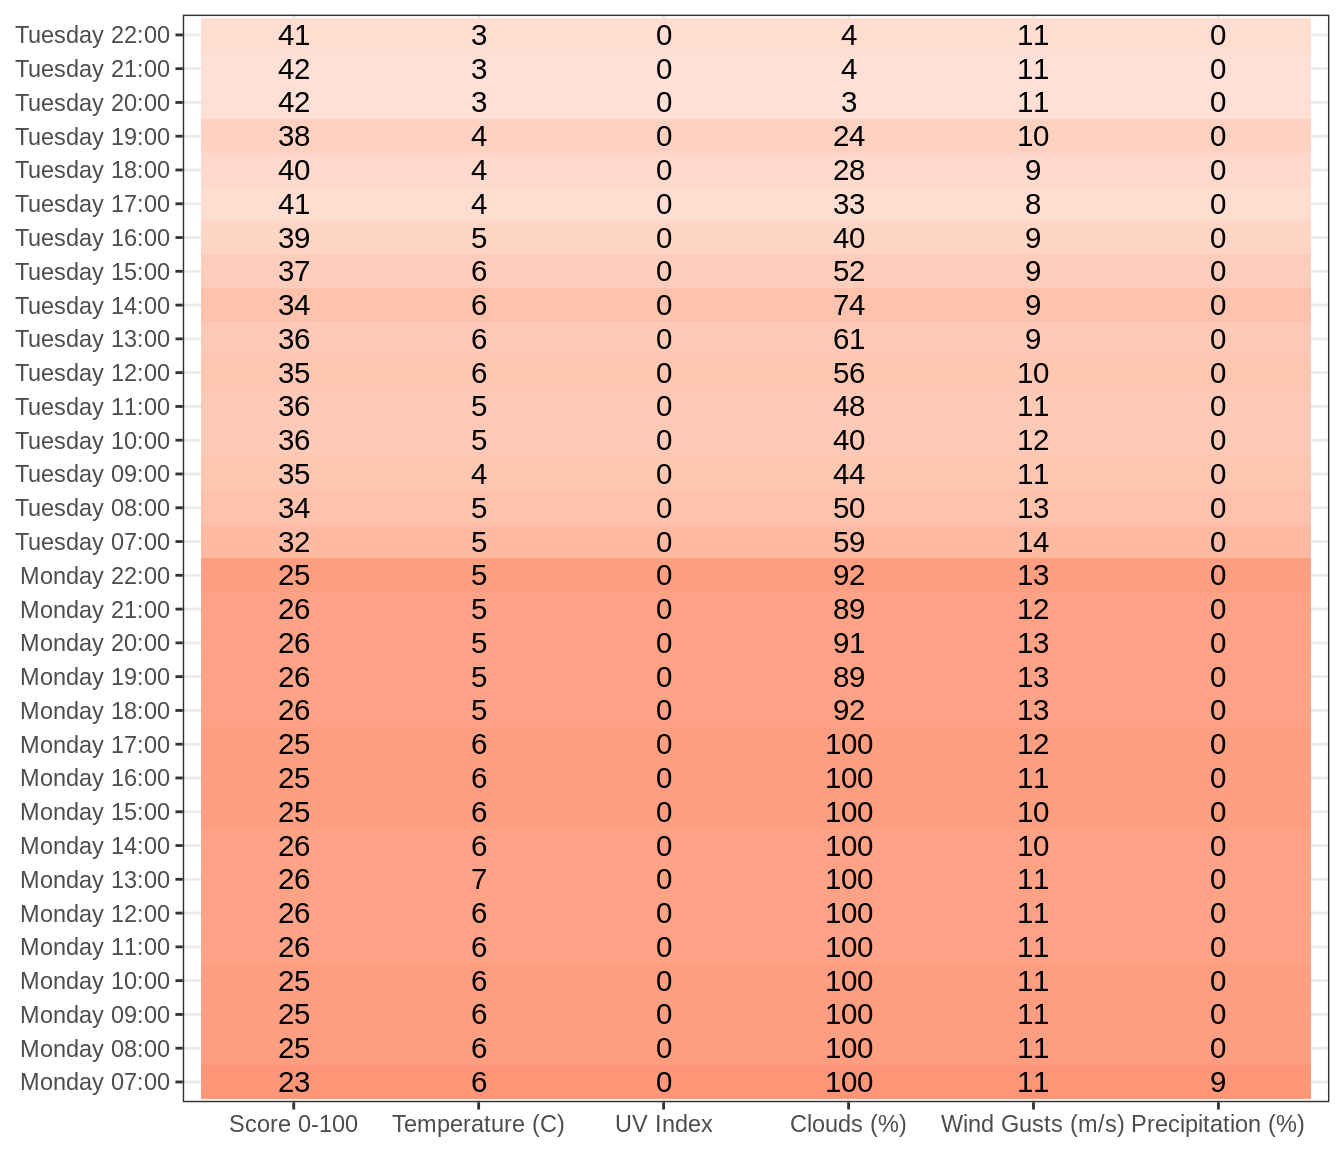 Tuesday 22:00 41 3 0 4 11 0
Tuesday 21:00 42 3 0 4 11 0
Tuesday 20:00 42 3 0 3 11 0
Tuesday 19:00 38 4 0 24 10 0
Tuesday 18:00 40 4 0 28 9 0
Tuesday 17:00 41 4 0 33 8 0
Tuesday 16:00 39 5 0 40 9 0
Tuesday 15:00 37 6 0 52 9 0
Tuesday 14:00 34 6 0 74 9 0
Tuesday 13:00 36 6 0 61 9 0
Tuesday 12:00 35 6 0 56 10 0
Tuesday 11:00 36 5 0 48 11 0
Tuesday 10:00 36 5 0 40 12 0
Tuesday 09:00 35 4 0 44 11 0
Tuesday 08:00 34 5 0 50 13 0
Tuesday 07:00 32 5 0 59 14 0
Monday 22:00 25 5 0 92 13 0
Monday 21:00 26 5 0 89 12 0
Monday 20:00 26 5 0 91 13 0
Monday 19:00 26 5 0 89 13 0
Monday 18:00 26 5 0 92 13 0
Monday 17:00 25 6 0 100 12 0
Monday 16:00 25 6 0 100 11 0
Monday 15:00 25 6 0 100 10 0
Monday 14:00 26 6 0 100 10 0
Monday 13:00 26 7 0 100 11 0
Monday 12:00 26 6 0 100 11 0
Monday 11:00 26 6 0 100 11 0
Monday 10:00 25 6 0 100 11 0
Monday 09:00 25 6 0 100 11 0
Monday 08:00 25 6 0 100 11 0
Monday 07:00 23 6 0 100 11 9
Score 0-100 Temperature (C) UV Index Clouds (%) Wind Gusts (m/s) Precipitation (%)